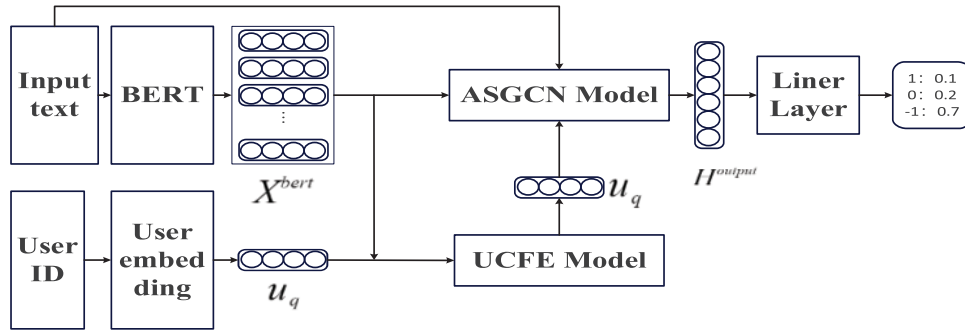 Input
text
BERT
⋮
X^bert
ASGCN Model
H^output
Liner
Layer
1: 0.1
0: 0.2
-1: 0.7
User
ID
User
embed
ding
u_q
UCFE Model
u_q